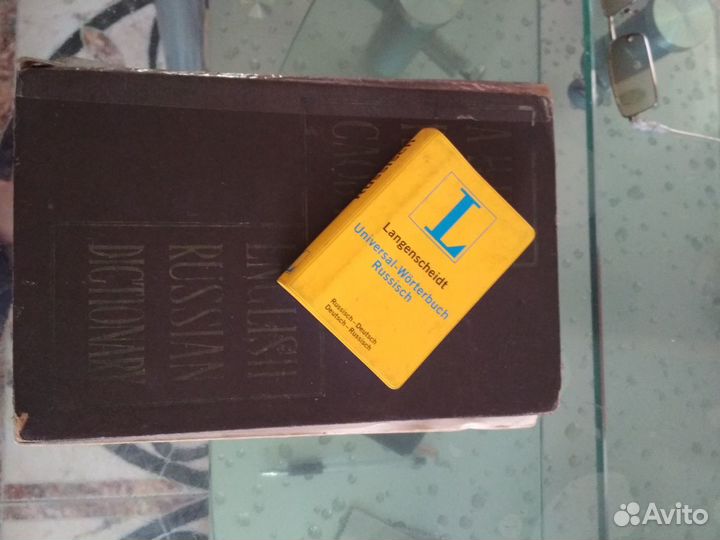 ENGLISH
RUSSIAN
DICTIONARY
L
Langenscheidt
Universal-Wörterbuch
Russisch
Russisch – Deutsch
Deutsch – Russisch
Avito